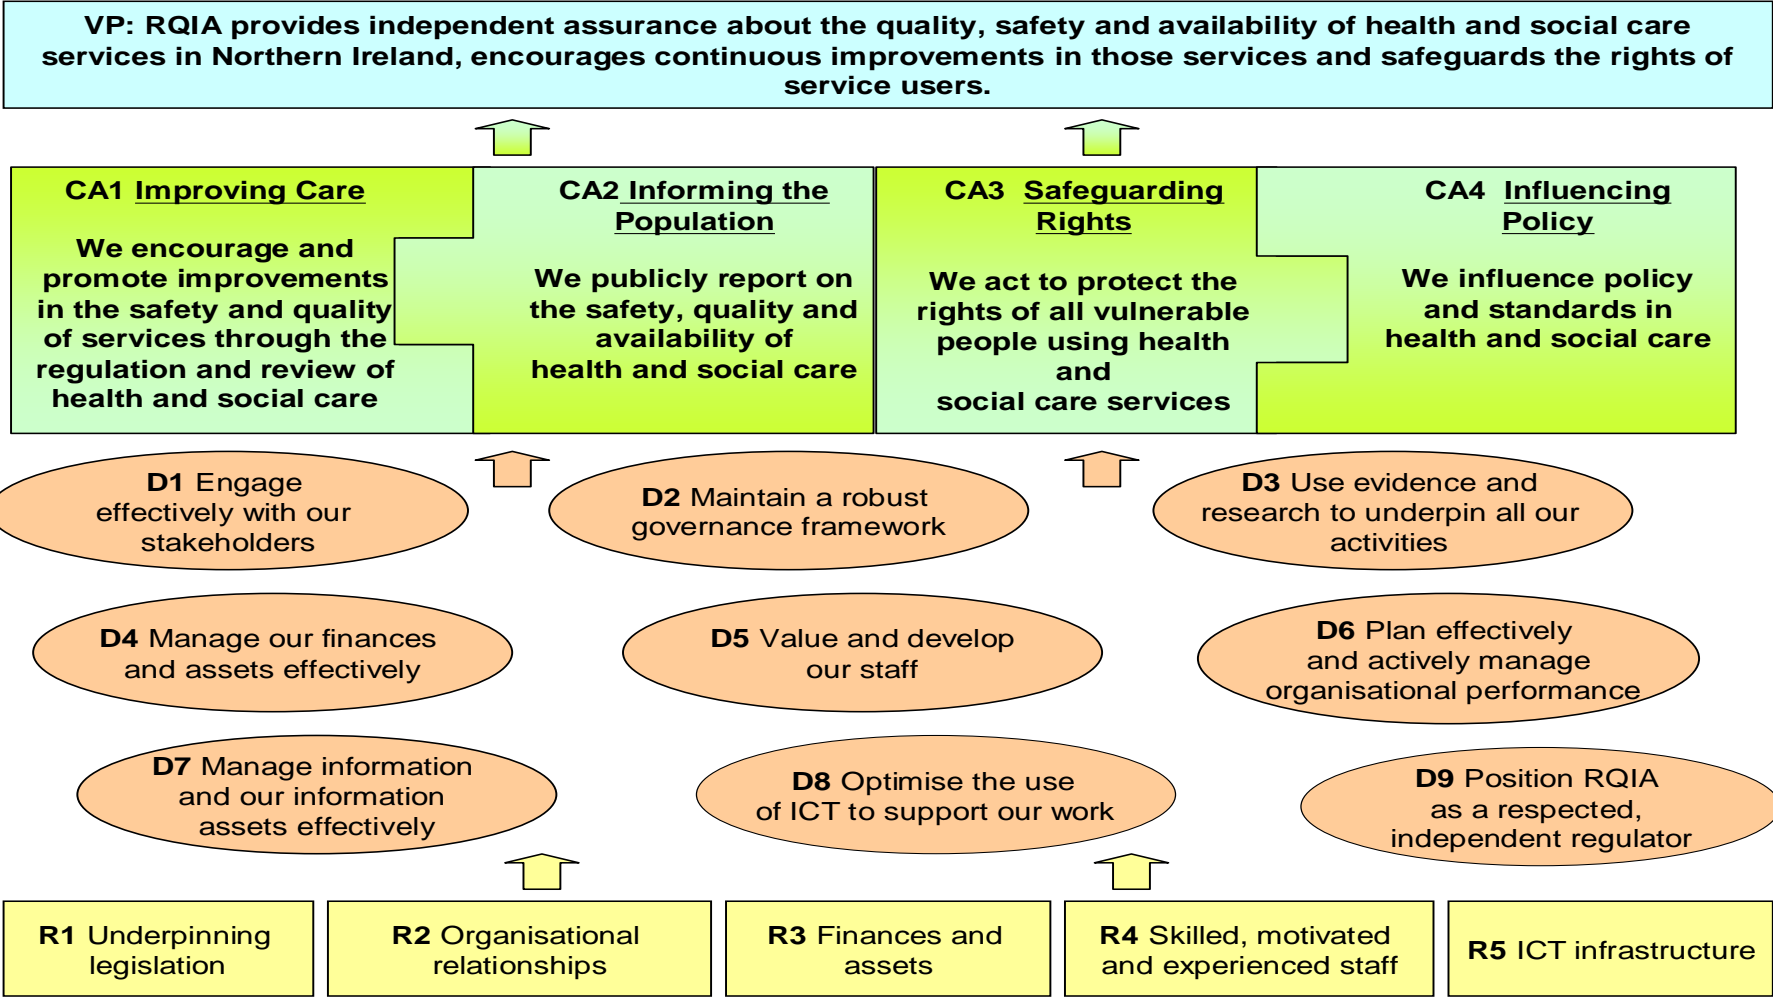 VP: RQIA provides independent assurance about the quality, safety and availability of health and social care
services in Northern Ireland, encourages continuous improvements in those services and safeguards the rights of
service users.
CA1 Improving Care
We encourage and
promote improvements
in the safety and quality
of services through the
regulation and review of
health and social care
CA2 Informing the
Population
We publicly report on
the safety, quality and
availability of
health and social care
CA3 Safeguarding
Rights
We act to protect the
rights of all vulnerable
people using health
and
social care services
CA4 Influencing
Policy
We influence policy
and standards in
health and social care
D1 Engage
effectively with our
stakeholders
D2 Maintain a robust
governance framework
D3 Use evidence and
research to underpin all our
activities
D4 Manage our finances
and assets effectively
D5 Value and develop
our staff
D6 Plan effectively
and actively manage
organisational performance
D7 Manage information
and our information
assets effectively
D8 Optimise the use
of ICT to support our work
D9 Position RQIA
as a respected,
independent regulator
R1 Underpinning
legislation
R2 Organisational
relationships
R3 Finances and
assets
R4 Skilled, motivated
and experienced staff
R5 ICT infrastructure